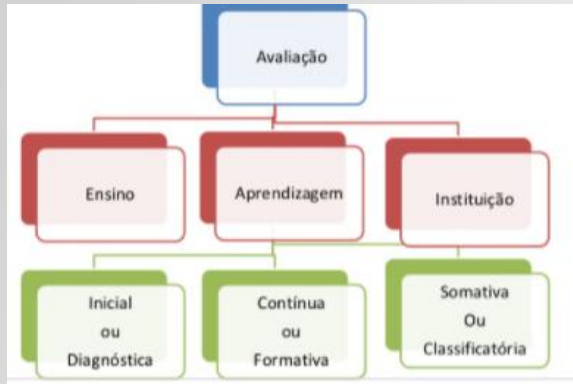 Avaliação
Ensino
Aprendizagem
Instituição
Inicial
ou
Diagnóstica
Contínua
ou
Formativa
Somativa
Ou
Classificatória